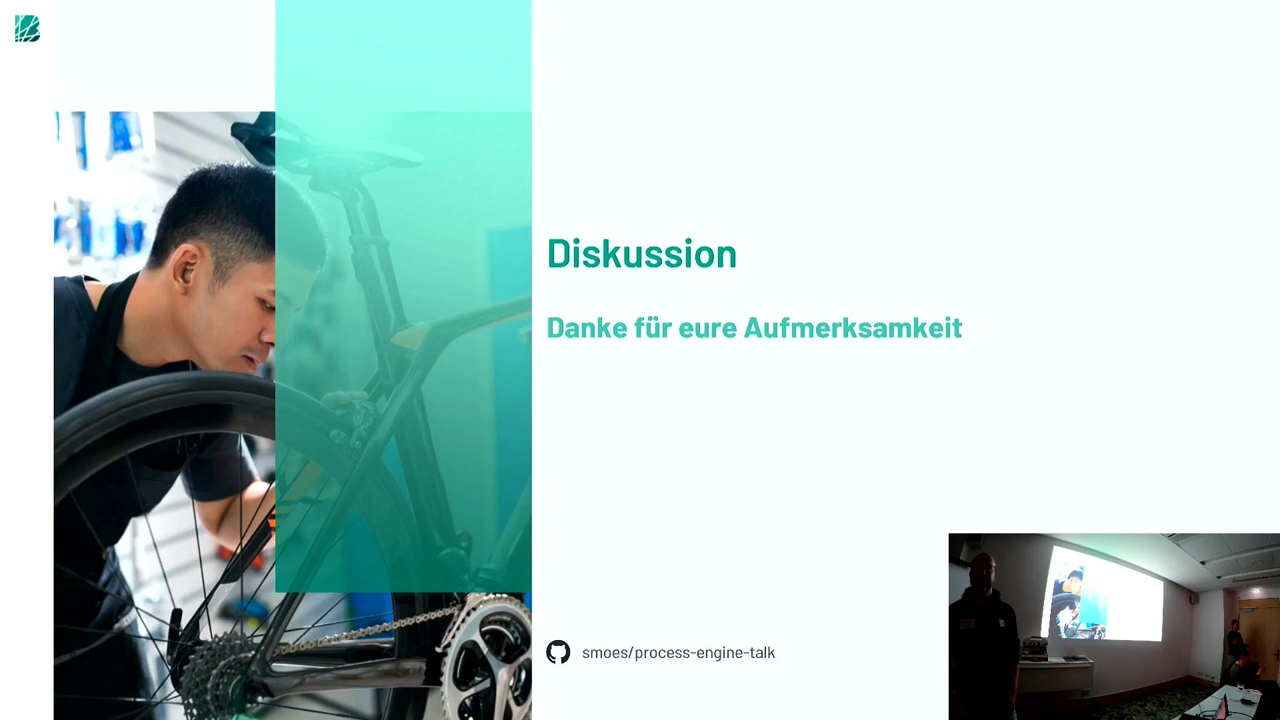 Diskussion
Danke für eure Aufmerksamkeit
smoes/process-engine-talk